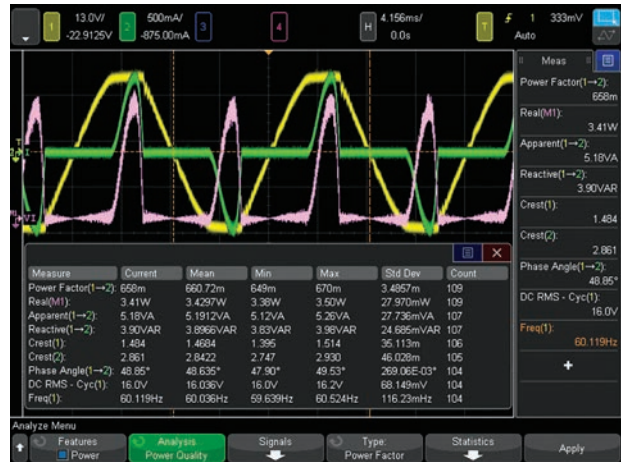 1 13.0V/ -22.9125V 2 500mA/ -875.00mA 3 4 H 4.156ms/ 0.0s T 1 333mV Auto
Meas
Power Factor(1→2):
658m
Real(M1):
3.41W
Apparent(1→2):
5.18VA
Reactive(1→2):
3.90VAR
Crest(1):
1.484
Crest(2):
2.861
Phase Angle(1→2):
48.85°
DC RMS - Cyc(1):
16.0V
Freq(1):
60.119Hz
Measure Current Mean Min Max Std Dev Count
Power Factor(1→2): 658m 660.72m 649m 670m 3.4857m 109
Real(M1): 3.41W 3.4297W 3.38W 3.50W 27.970mW 109
Apparent(1→2): 5.18VA 5.1912VA 5.12VA 5.26VA 27.736mVA 107
Reactive(1→2): 3.90VAR 3.8966VAR 3.83VAR 3.98VAR 24.685mVAR 107
Crest(1): 1.484 1.4684 1.395 1.514 35.113m 106
Crest(2): 2.861 2.8422 2.747 2.930 46.028m 105
Phase Angle(1→2): 48.85° 48.635° 47.90° 49.53° 269.06E-03° 104
DC RMS - Cyc(1): 16.0V 16.036V 16.0V 16.2V 68.149mV 104
Freq(1): 60.119Hz 60.036Hz 59.639Hz 60.524Hz 116.23mHz 104
Analyze Menu
Features Power
Analysis Power Quality
Signals
Type: Power Factor
Statistics
Apply